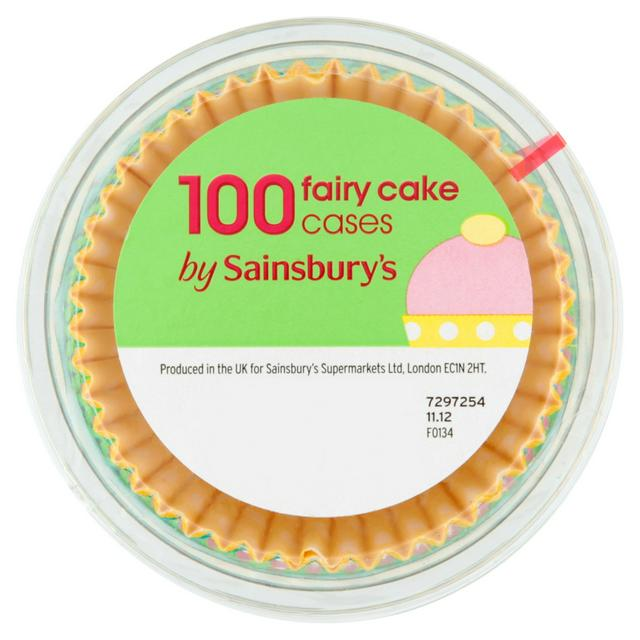 100 fairy cake
cases
by Sainsbury's
Produced in the UK for Sainsbury's Supermarkets Ltd, London EC1N 2HT.
7297254
11.12
F0134